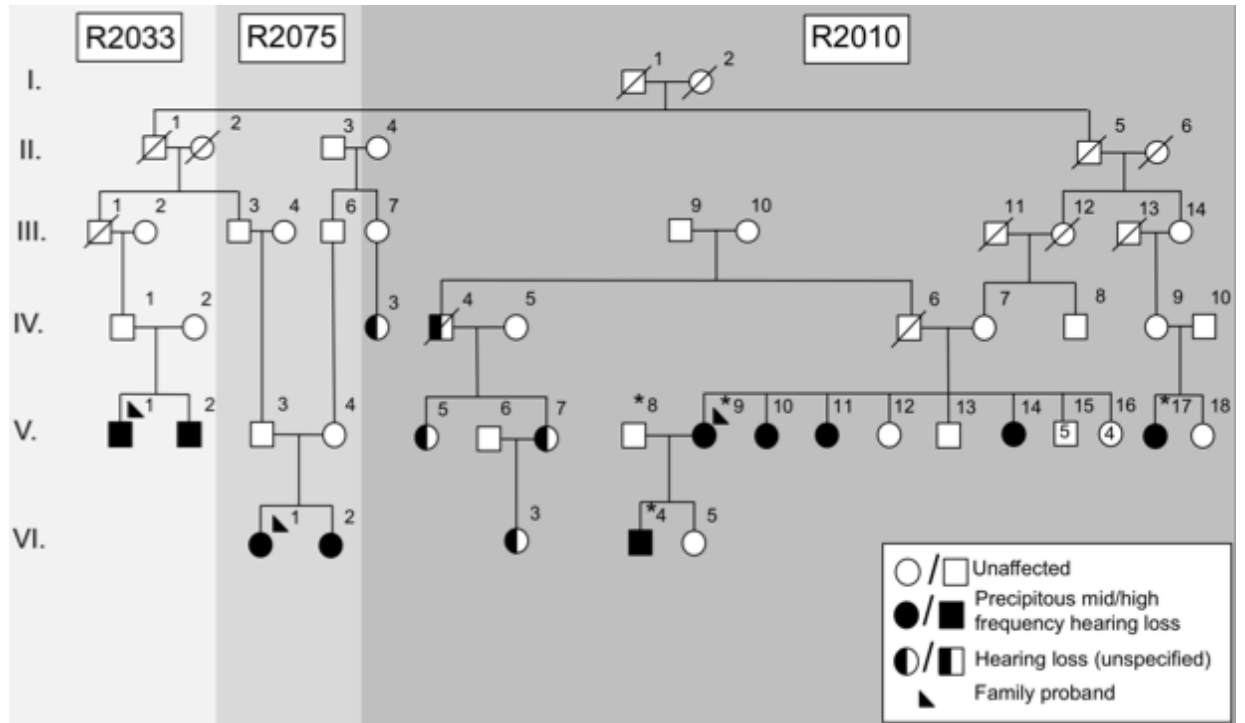 R2033 R2075 R2010
I. 1 2
II. 1 2 3 4 5 6
III. 1 2 3 4 6 7 9 10 11 12 13 14
IV. 1 2 3 4 5 6 7 8 9 10
V. 1 2 3 4 5 6 7 *8 *9 10 11 12 13 14 15 5 16 4 *17 18
VI. 1 2 3 *4 5
Unaffected
Precipitous mid/high
frequency hearing loss
Hearing loss (unspecified)
Family proband